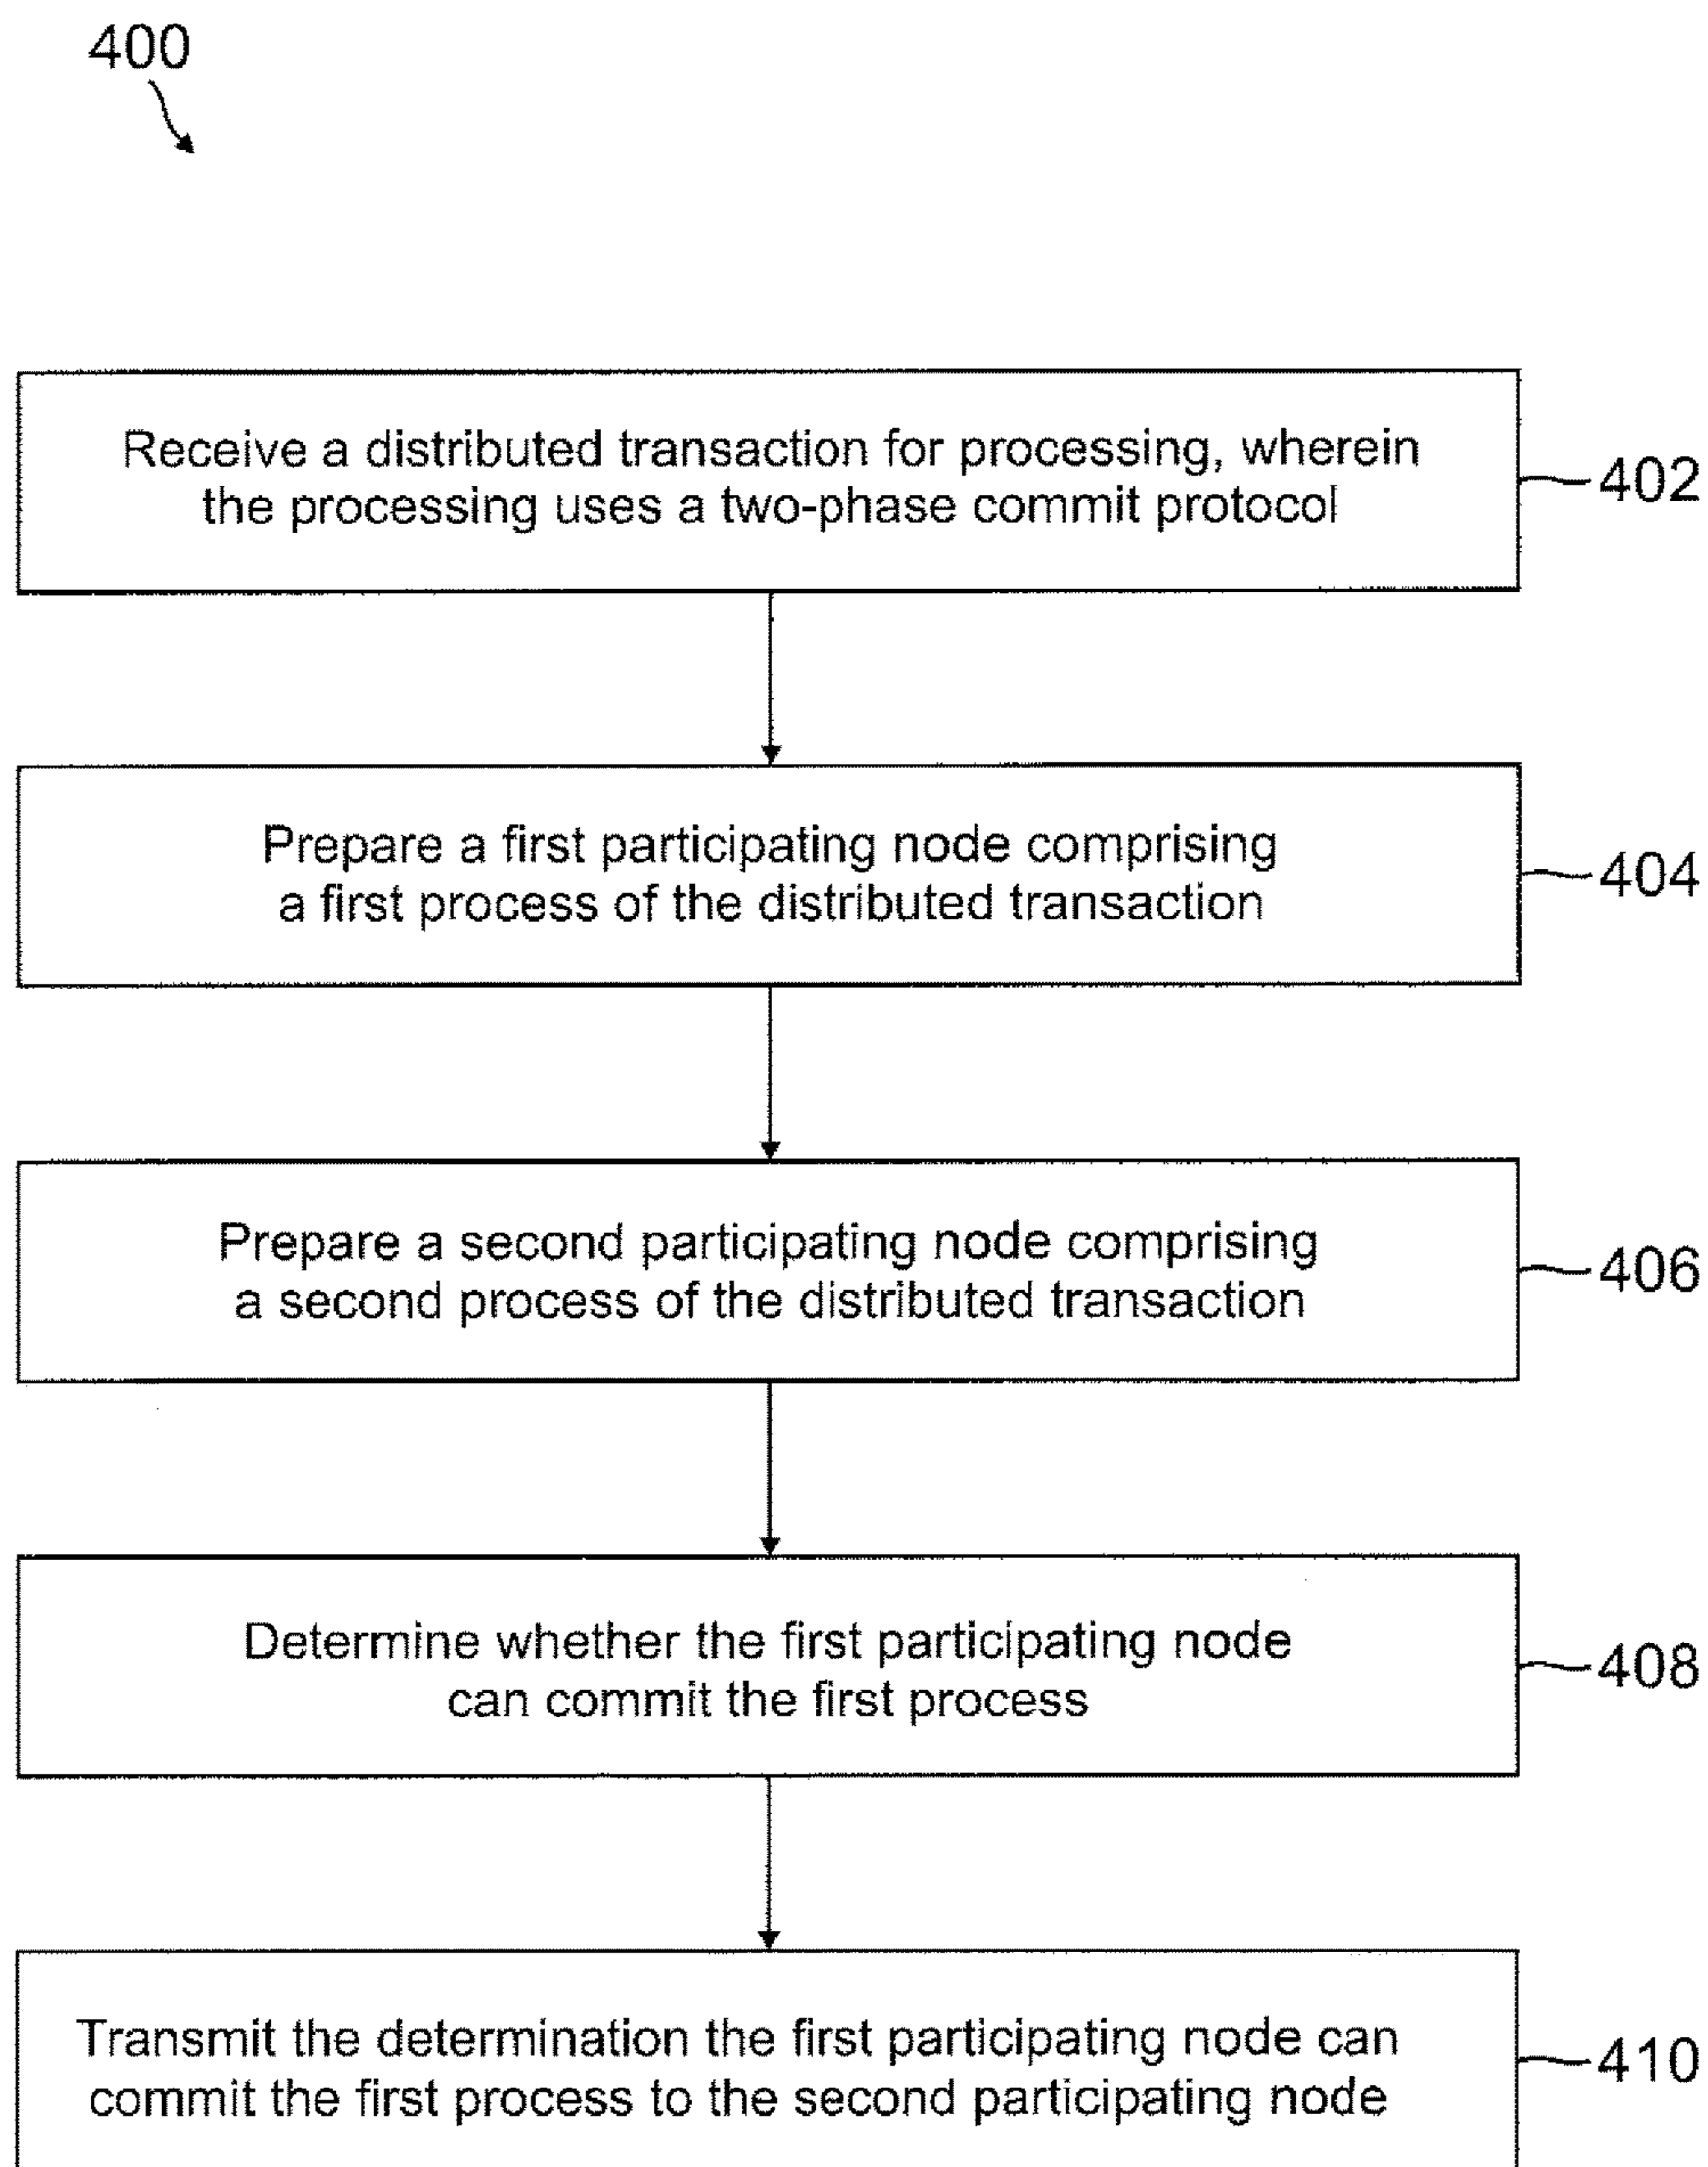 400
Receive a distributed transaction for processing, wherein
the processing uses a two-phase commit protocol
402
Prepare a first participating node comprising
a first process of the distributed transaction
404
Prepare a second participating node comprising
a second process of the distributed transaction
406
Determine whether the first participating node
can commit the first process
408
Transmit the determination the first participating node can
commit the first process to the second participating node
410